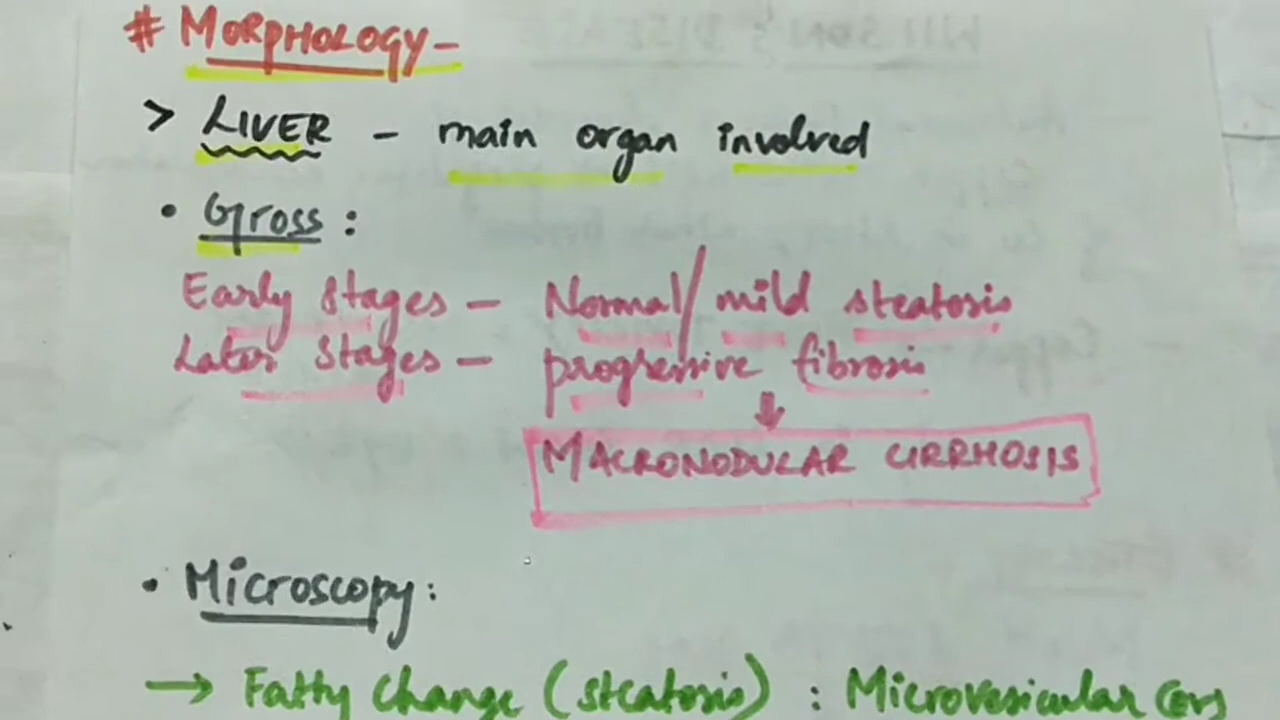 # MORPHOLOGY-
> LIVER - main organ involved
• Gross :
Early Stages - Normal/mild steatosis
Later Stages - progressive fibrosis
↓
MACRONODULAR CIRRHOSIS
• Microscopy:
→ Fatty Change (steatosis) : Microvesicular